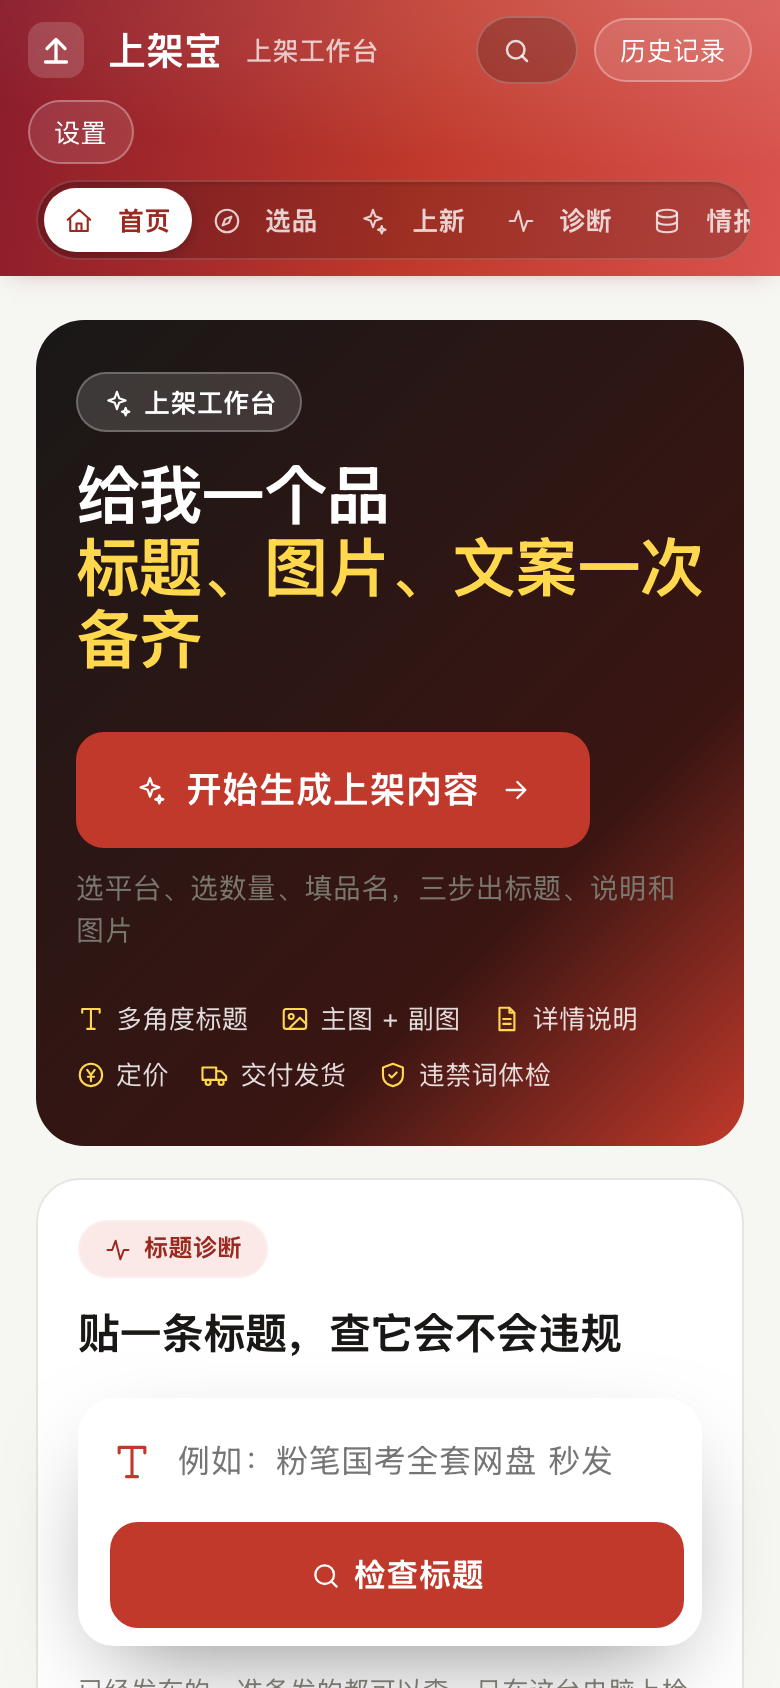 上架宝 上架工作台 历史记录
设置
首页 选品 上新 诊断 情报
上架工作台
给我一个品
标题、图片、文案一次
备齐
开始生成上架内容
选平台、选数量、填品名，三步出标题、说明和
图片
多角度标题 主图 + 副图 详情说明
定价 交付发货 违禁词体检
标题诊断
贴一条标题，查它会不会违规
例如：粉笔国考全套网盘 秒发
检查标题